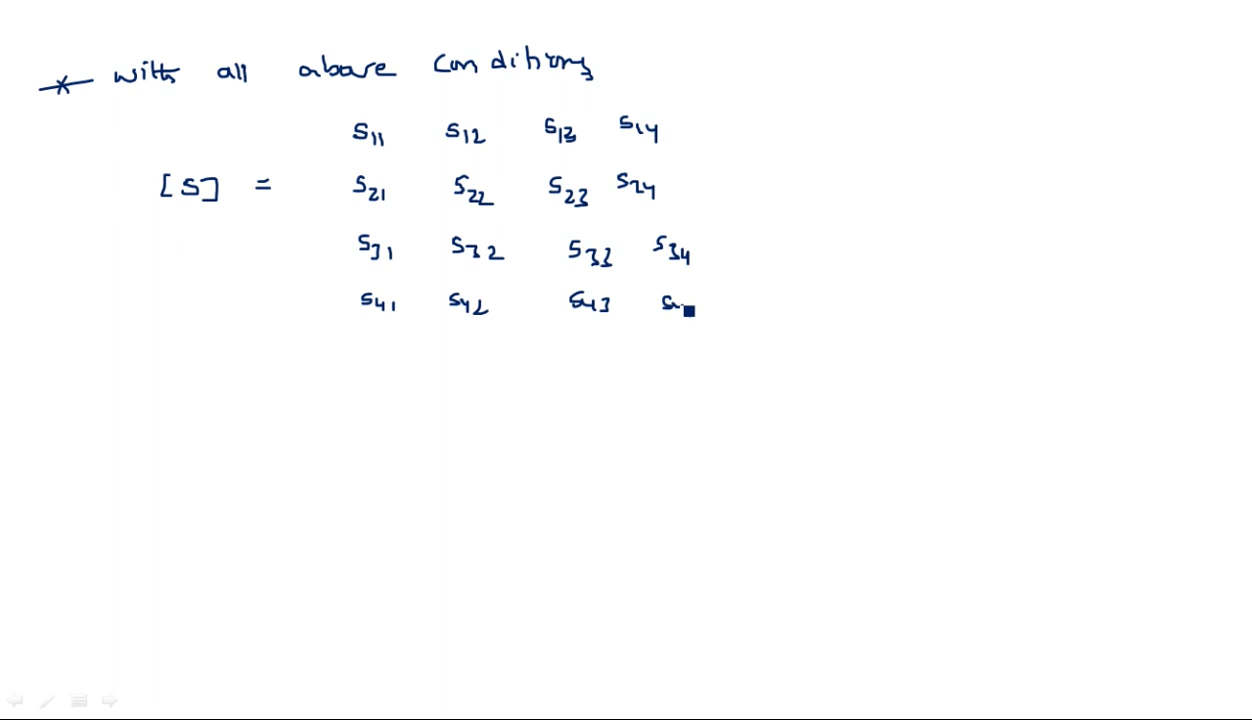 with all above conditions
S11 S12 S13 S14
[S] = S21 S22 S23 S24
S31 S32 S33 S34
S41 S42 S43 S